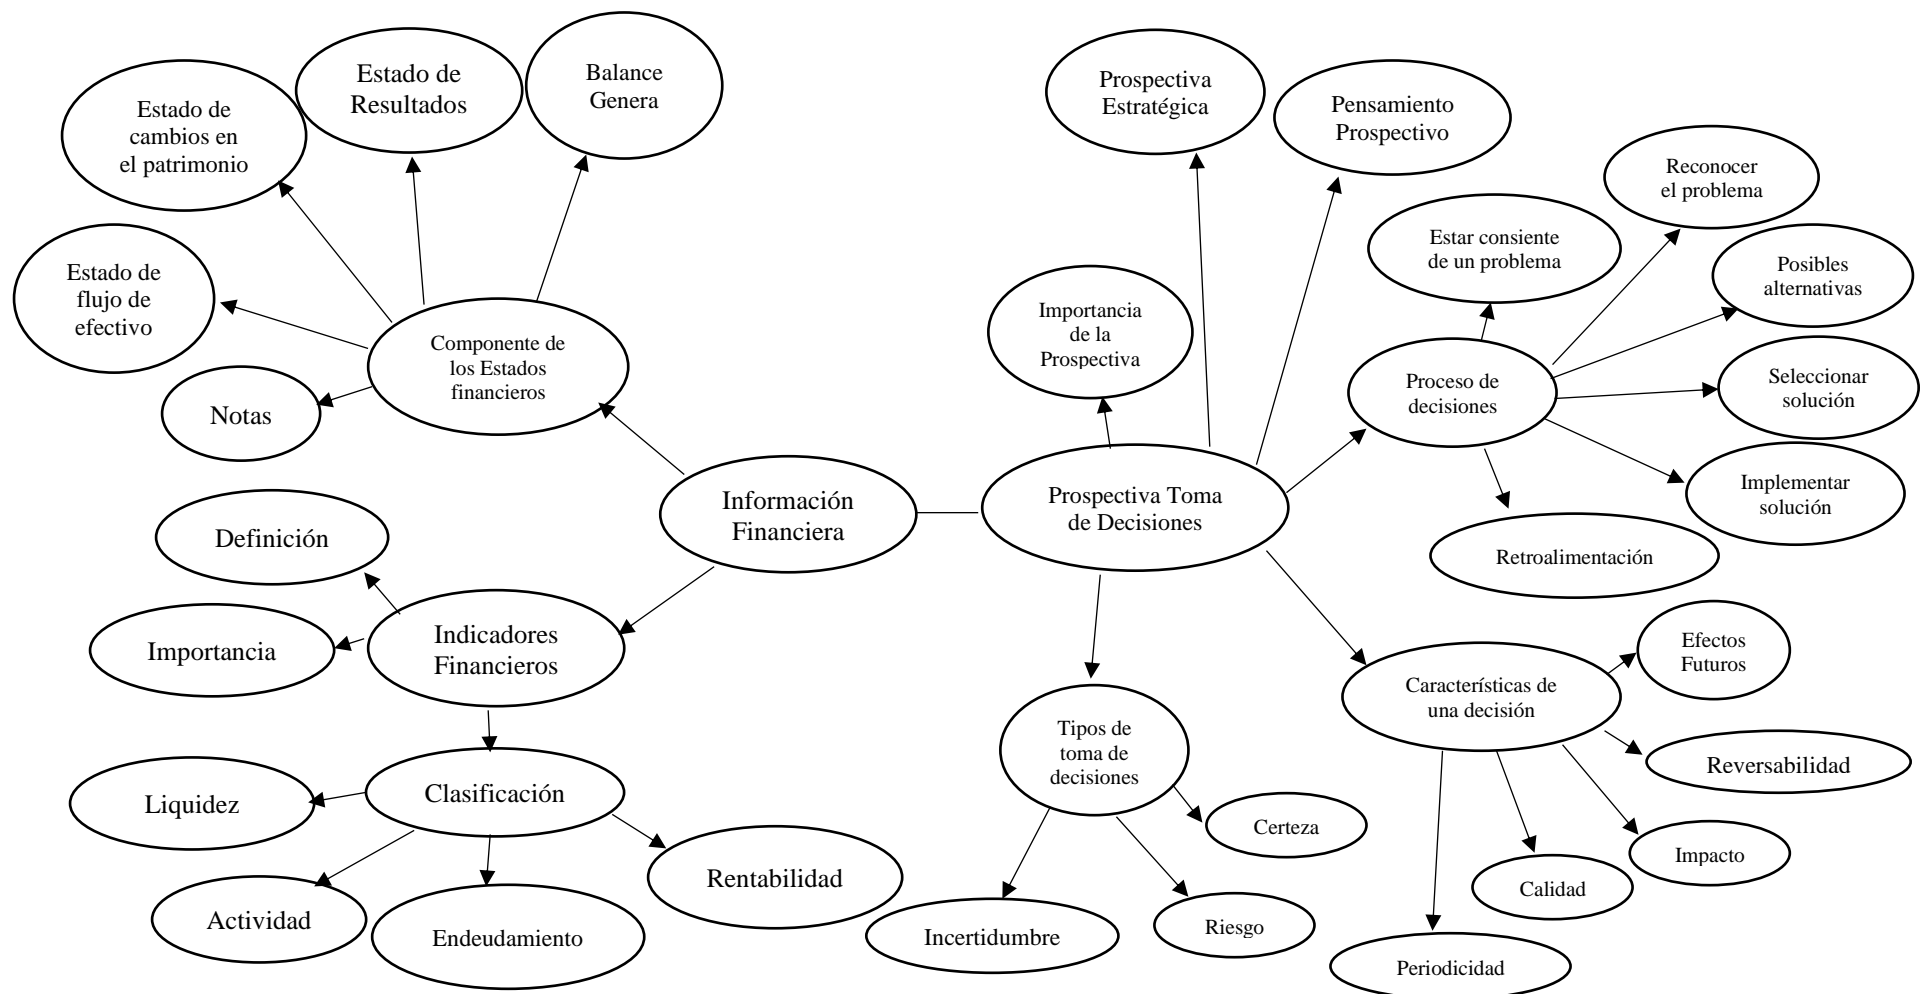 Estado de
cambios en
el patrimonio
Estado de
Resultados
Balance
Genera
Prospectiva
Estratégica
Pensamiento
Prospectivo
Reconocer
el problema
Estar consiente
de un problema
Posibles
alternativas
Estado de
flujo de
efectivo
Importancia
de la
Prospectiva
Componente de
los Estados
financieros
Proceso de
decisiones
Seleccionar
solución
Notas
Información
Financiera
Prospectiva Toma
de Decisiones
Implementar
solución
Definición
Retroalimentación
Importancia
Indicadores
Financieros
Efectos
Futuros
Características de
una decisión
Tipos de
toma de
decisiones
Reversabilidad
Liquidez
Clasificación
Certeza
Impacto
Rentabilidad
Calidad
Actividad
Endeudamiento
Incertidumbre
Riesgo
Periodicidad